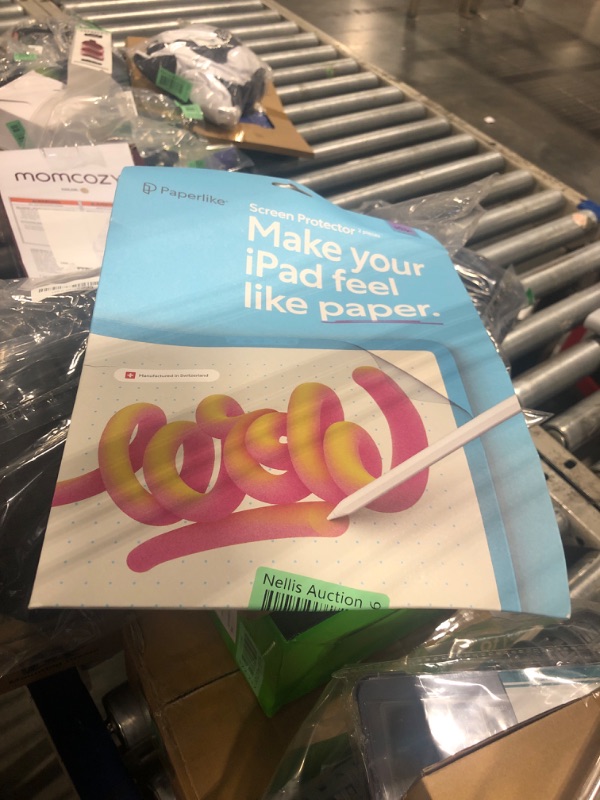 momcozy
Paperlike
Screen Protector
Make your
iPad feel
like paper.
Manufactured in Switzerland
Nellis Auction